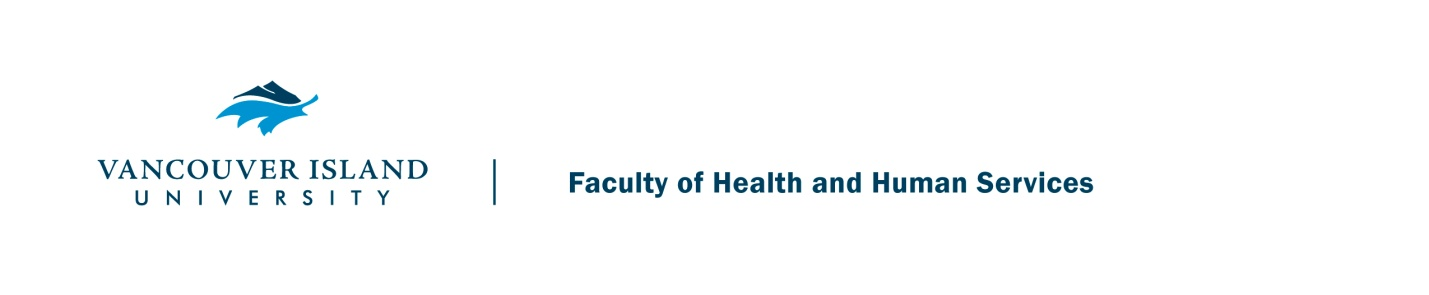 VANCOUVER ISLAND
UNIVERSITY
Faculty of Health and Human Services